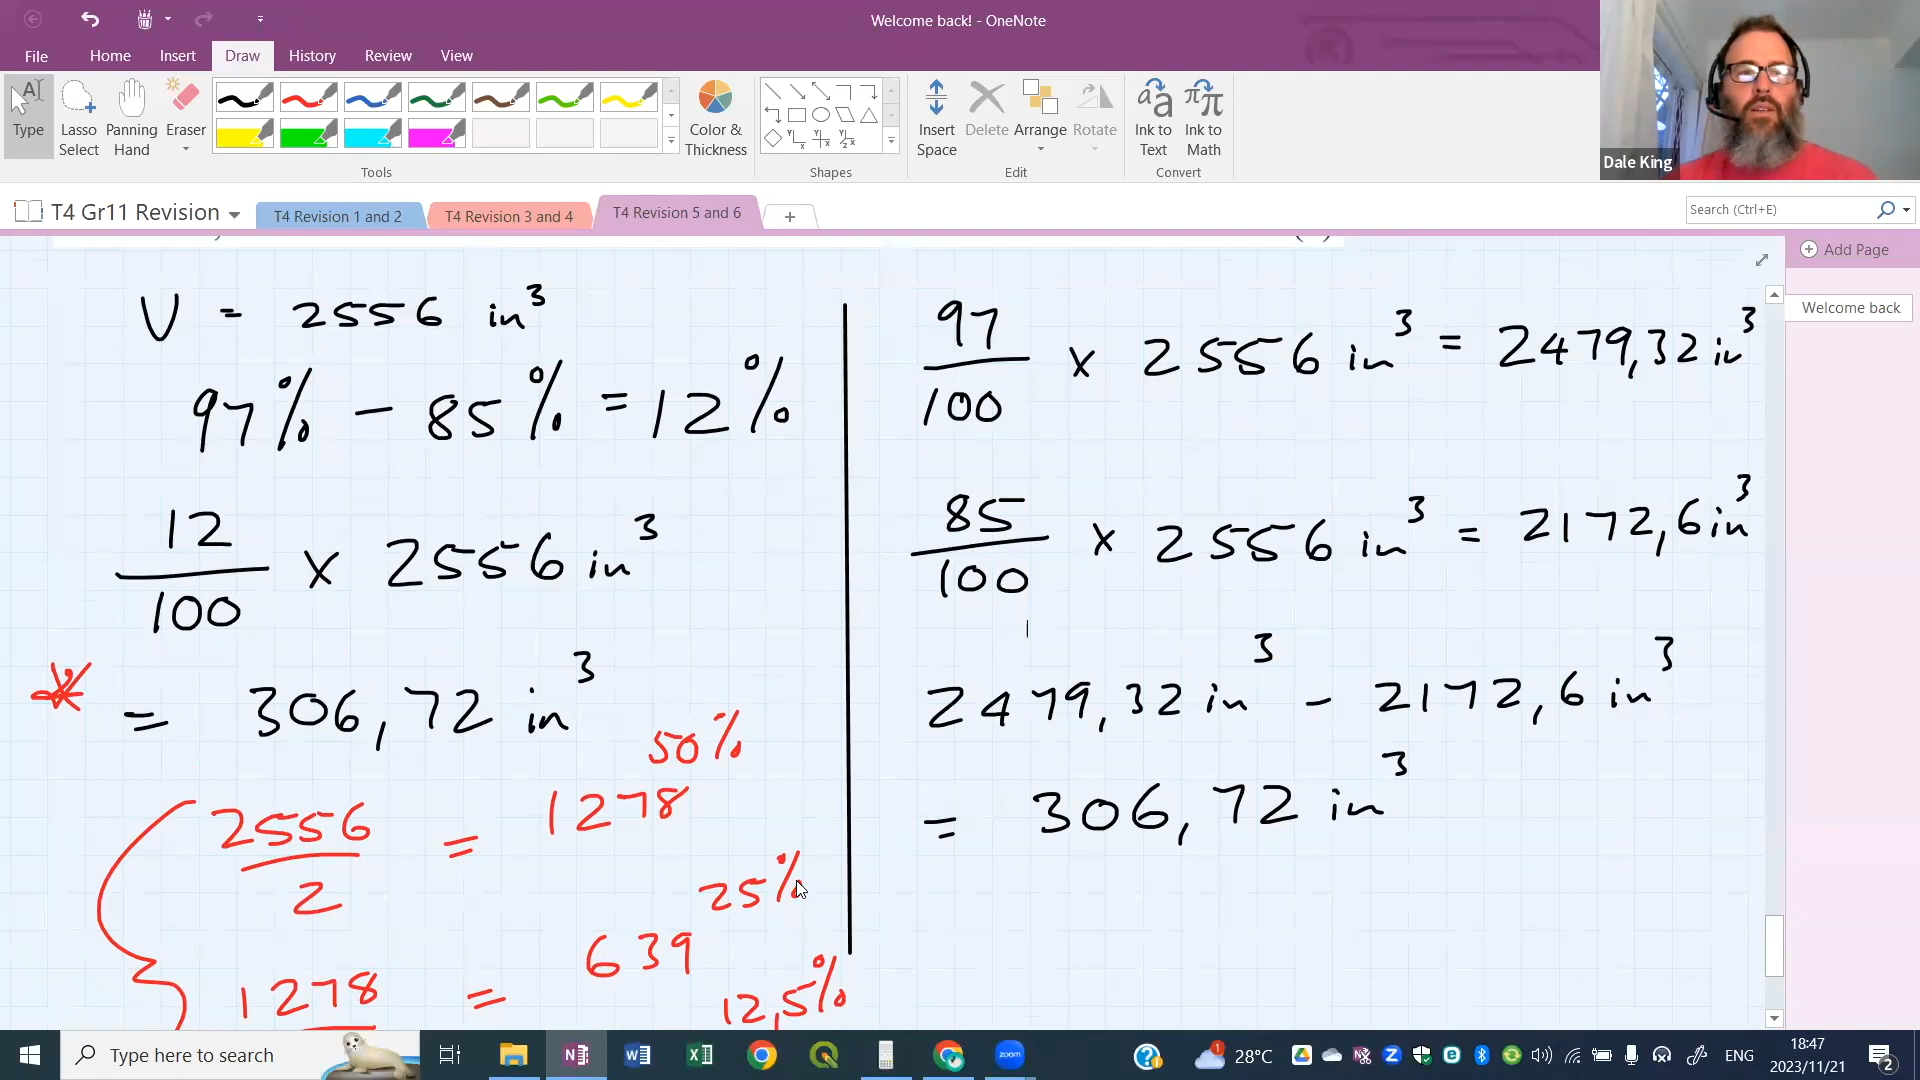 Welcome back! - OneNote
File Home Insert Draw History Review View
Type
Lasso Select
Panning Hand
Eraser
Color & Thickness
Insert Space
Delete
Arrange
Rotate
Ink to Text
Ink to Math
Tools
Shapes
Edit
Convert
Dale King
T4 Gr11 Revision
T4 Revision 1 and 2
T4 Revision 3 and 4
T4 Revision 5 and 6
Search (Ctrl+E)
Add Page
Welcome back
V = 2556 in³
97% - 85% = 12%
12/100 × 2556 in³
= 306,72 in³
50%
2556/2 = 1278
25%
1278 = 639
12,5%
97/100 × 2556 in³ = 2479,32 in³
85/100 × 2556 in³ = 2172,6 in³
2479,32 in³ - 2172,6 in³
= 306,72 in³
Type here to search
zoom
28°C
ENG
18:47
2023/11/21
2